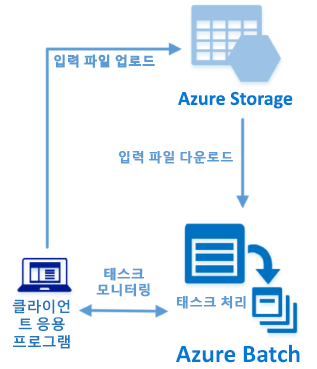 입력 파일 업로드
Azure Storage
입력 파일 다운로드
태스크
모니터링
태스크 처리
클라이언
트 응용
프로그램
Azure Batch